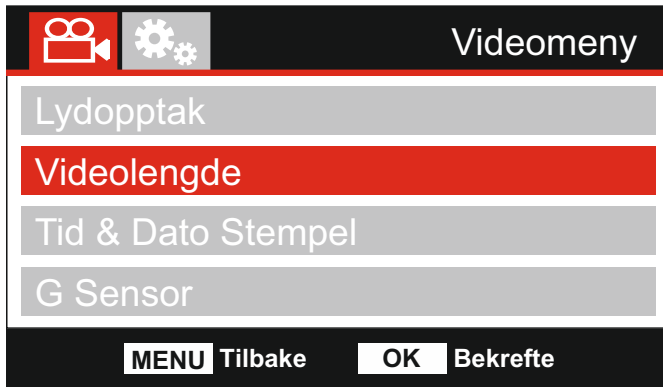 Videomeny
Lydopptak
Videolengde
Tid & Dato Stempel
G Sensor
MENU Tilbake OK Bekrefte